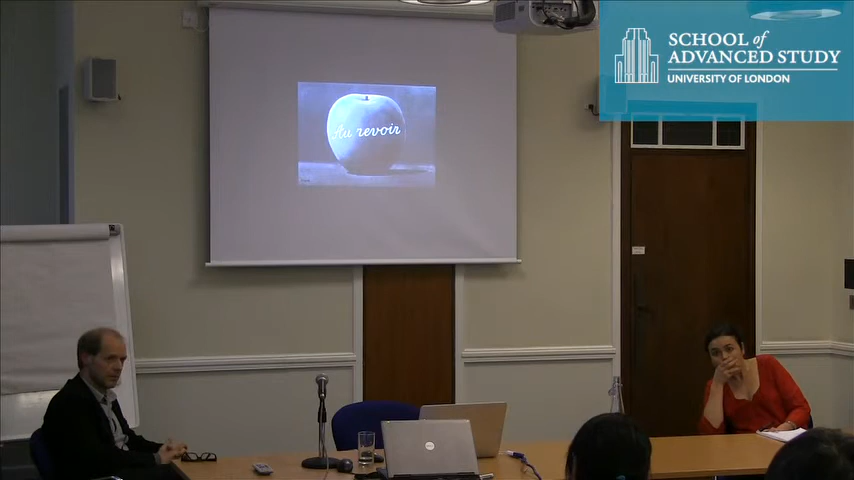 SCHOOL of
ADVANCED STUDY
UNIVERSITY OF LONDON
Au revoir